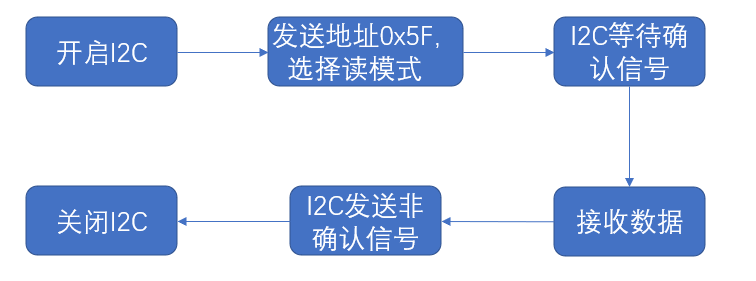 开启I2C
发送地址0x5F,
选择读模式
I2C等待确
认信号
接收数据
I2C发送非
确认信号
关闭I2C